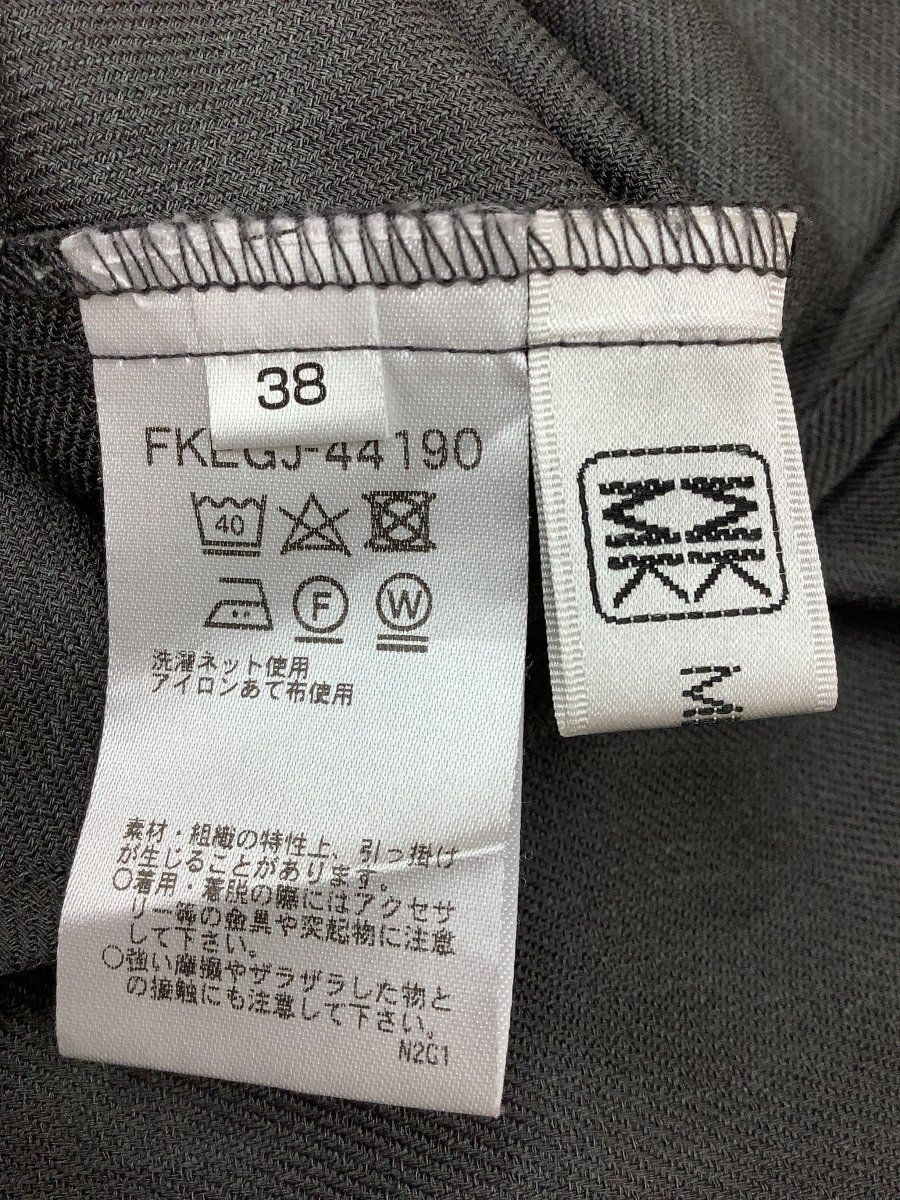 38
FKEGJ-44190
40
F
W
洗濯ネット使用
アイロンあて布使用
素材・組織の特性上、引っ掛け
が生じることがあります。
○着用・着脱の際にはアクセサ
リー等の金具や突起物に注意
して下さい。
○強い摩擦やザラザラした物と
の接触にも注意して下さい。
N2C1
MK
MK